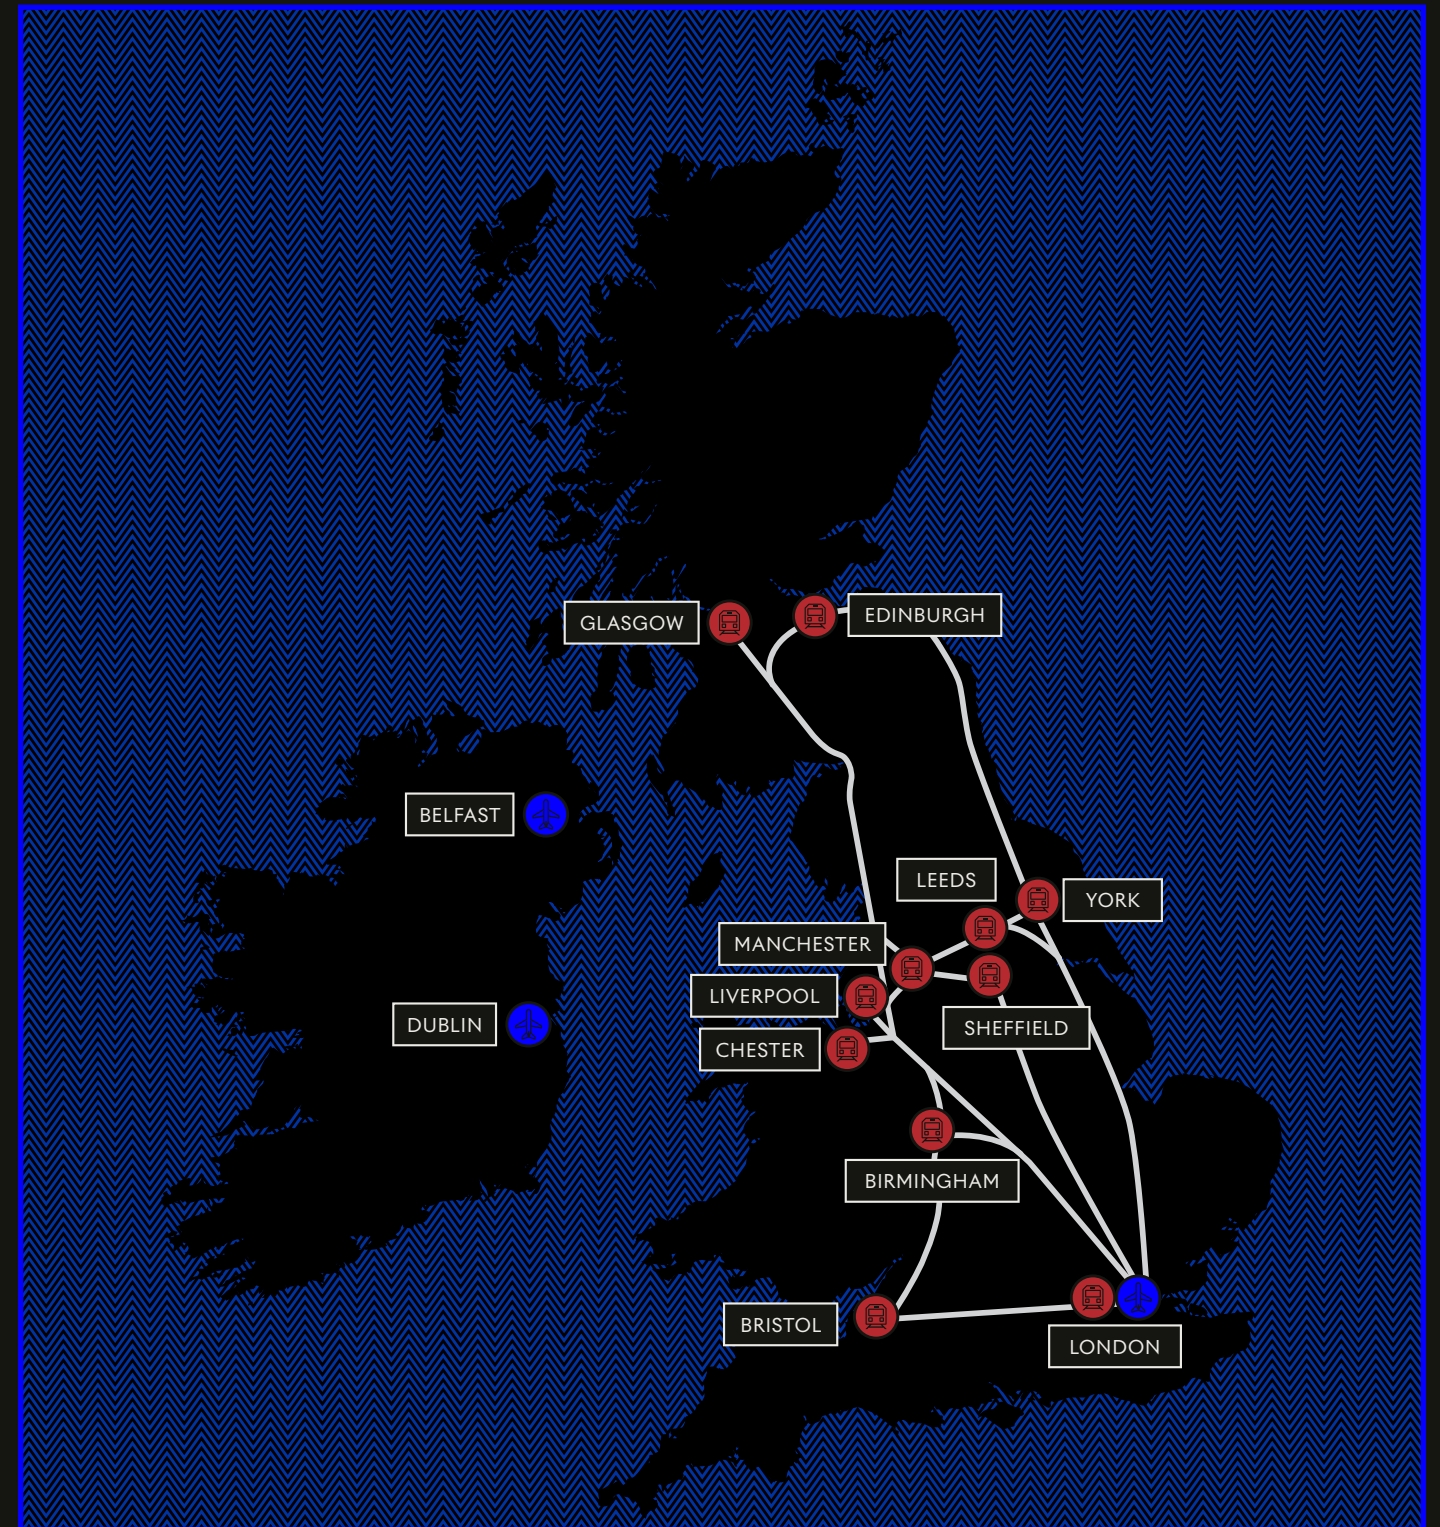 GLASGOW
EDINBURGH
BELFAST
LEEDS
YORK
MANCHESTER
LIVERPOOL
DUBLIN
SHEFFIELD
CHESTER
BIRMINGHAM
BRISTOL
LONDON